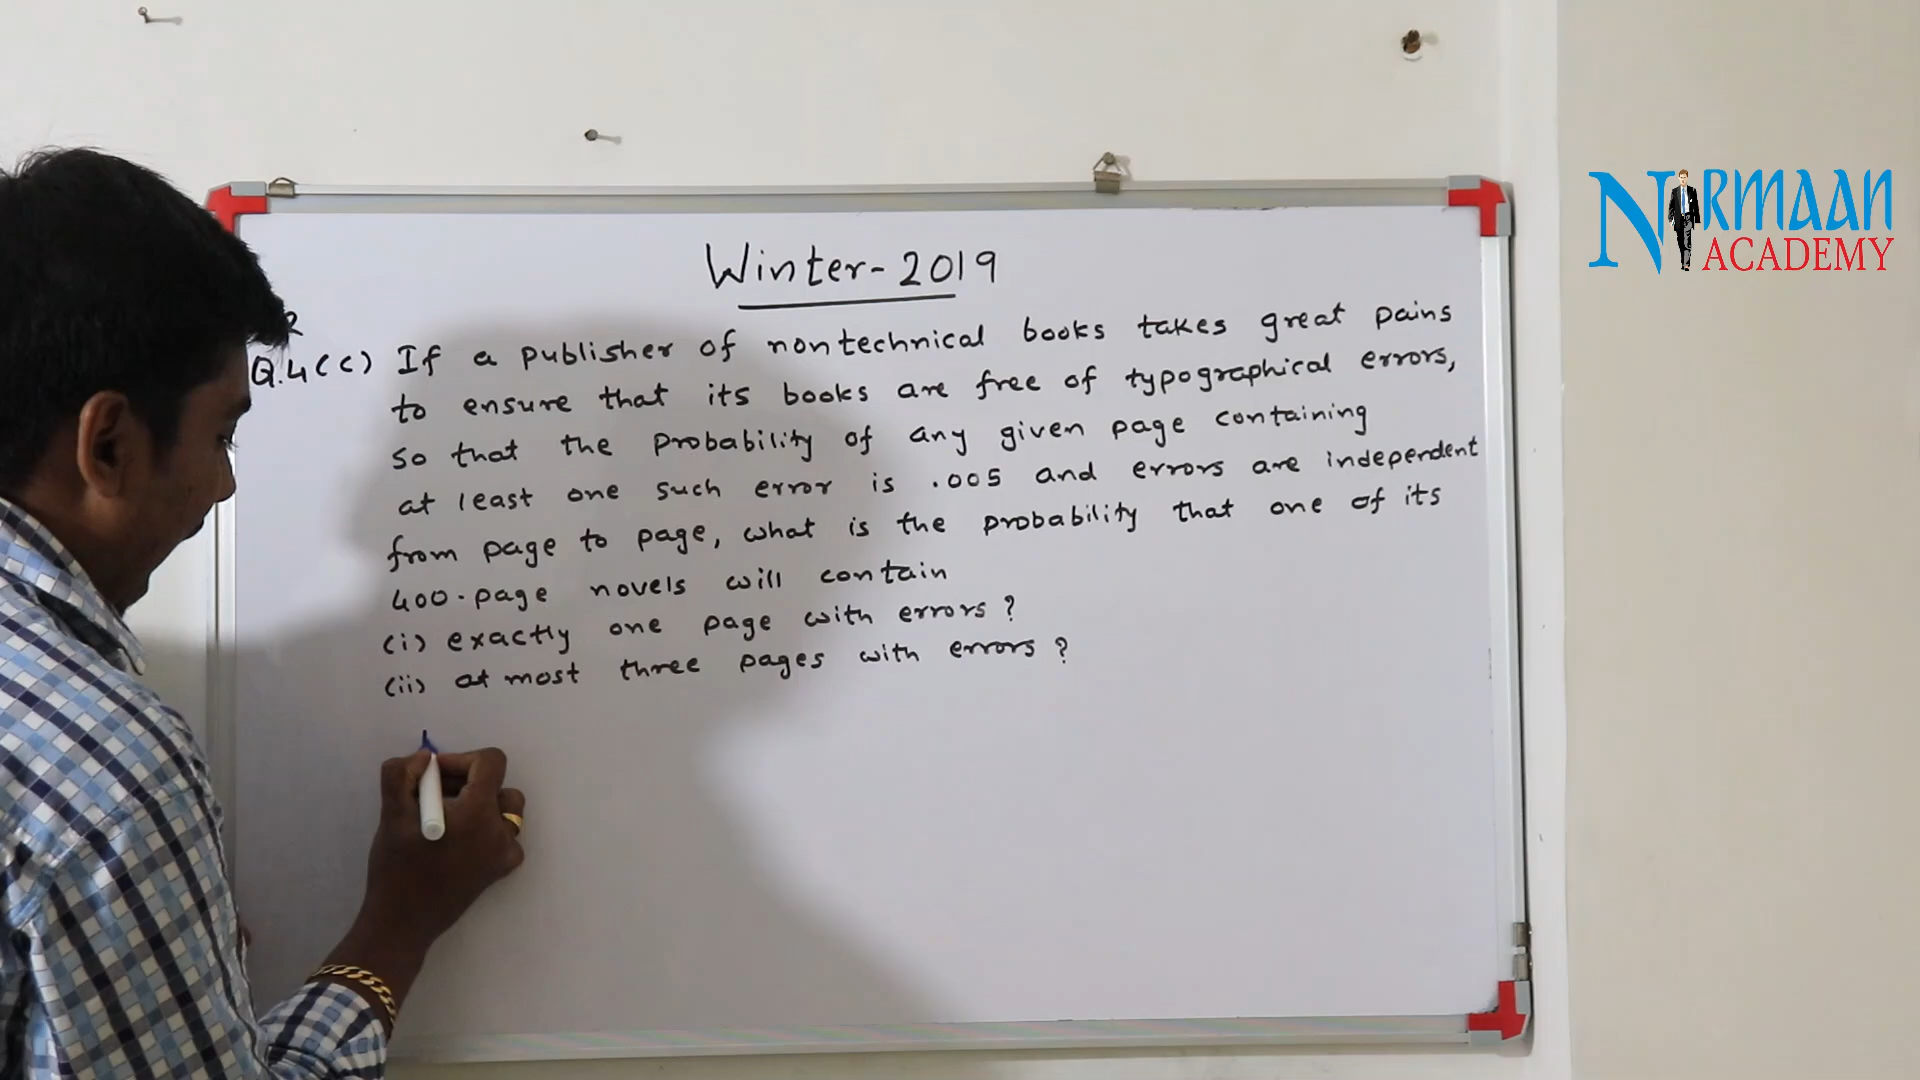 Winter-2019
Q.4(c) If a publisher of nontechnical books takes great pains
to ensure that its books are free of typographical errors,
so that the probability of any given page containing
at least one such error is .005 and errors are independent
from page to page, what is the probability that one of its
400-page novels will contain
(i) exactly one page with errors?
(ii) at most three pages with errors?
NIRMAAN
ACADEMY